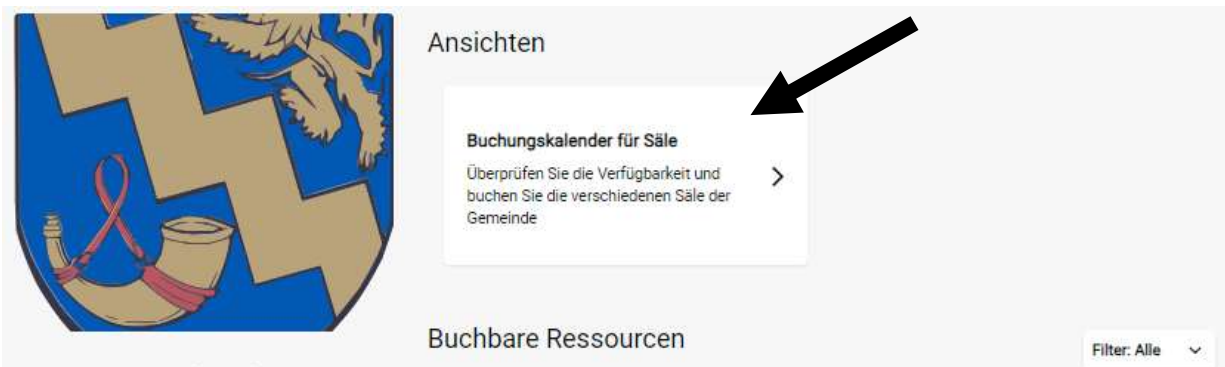 Ansichten
Buchungskalender für Säle
Überprüfen Sie die Verfügbarkeit und
buchen Sie die verschiedenen Säle der
Gemeinde
Buchbare Ressourcen
Filter: Alle